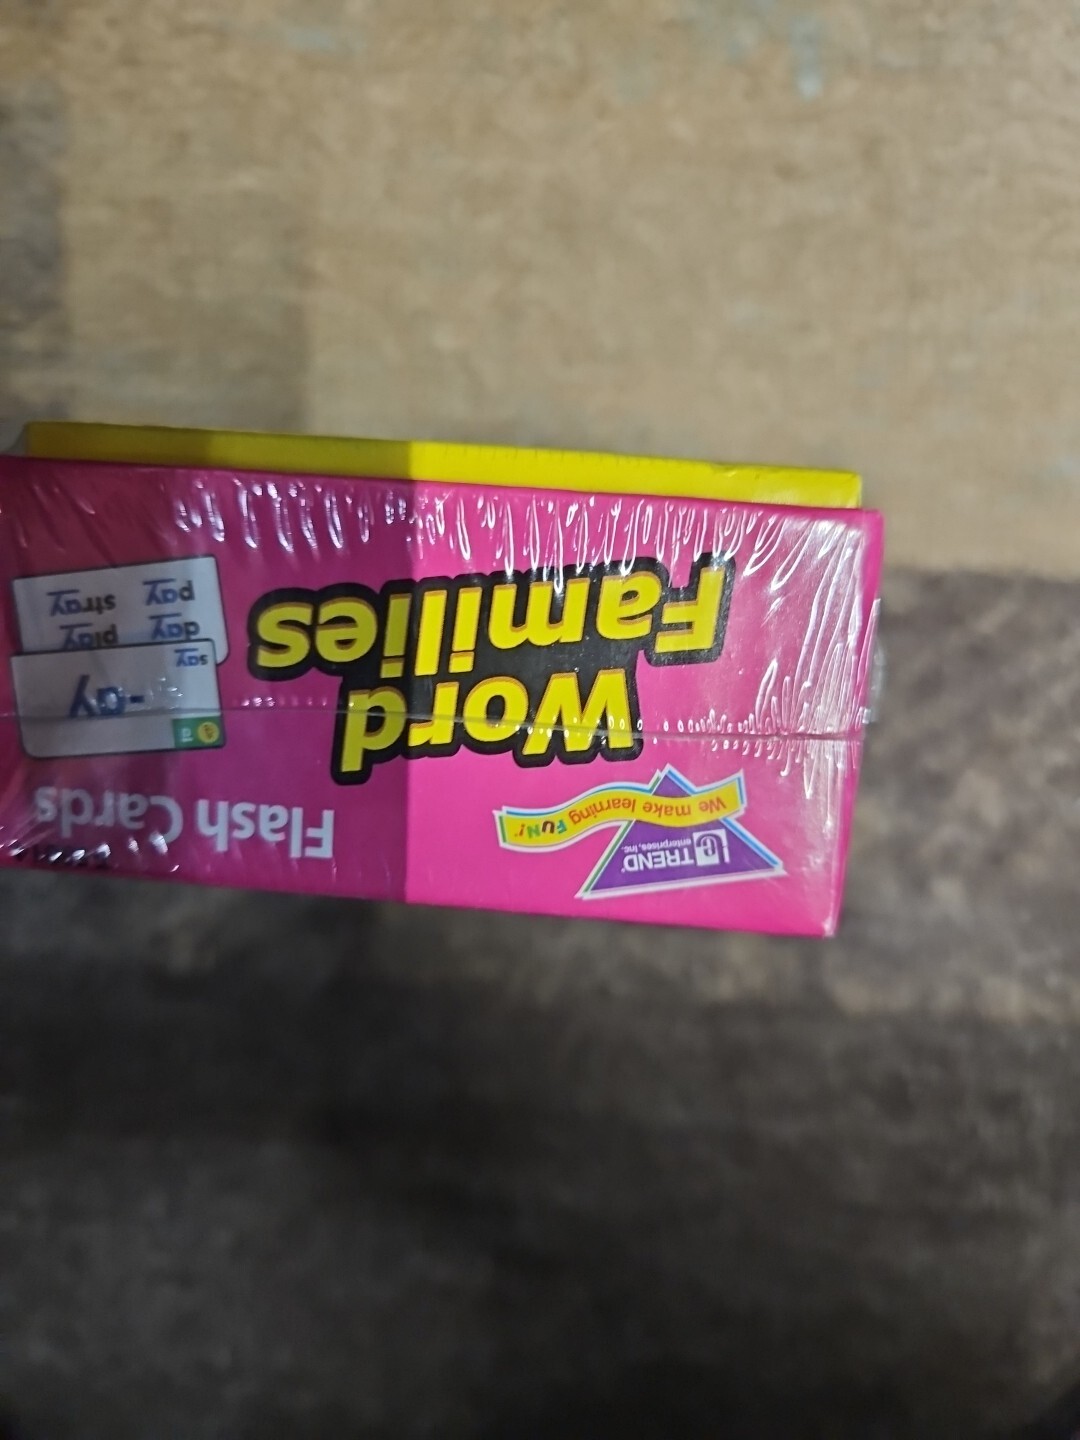 We make learning FUN!®
TREND®
enterprises, Inc.
Word
Families
Flash Cards
-ay
say
day play
pay stray